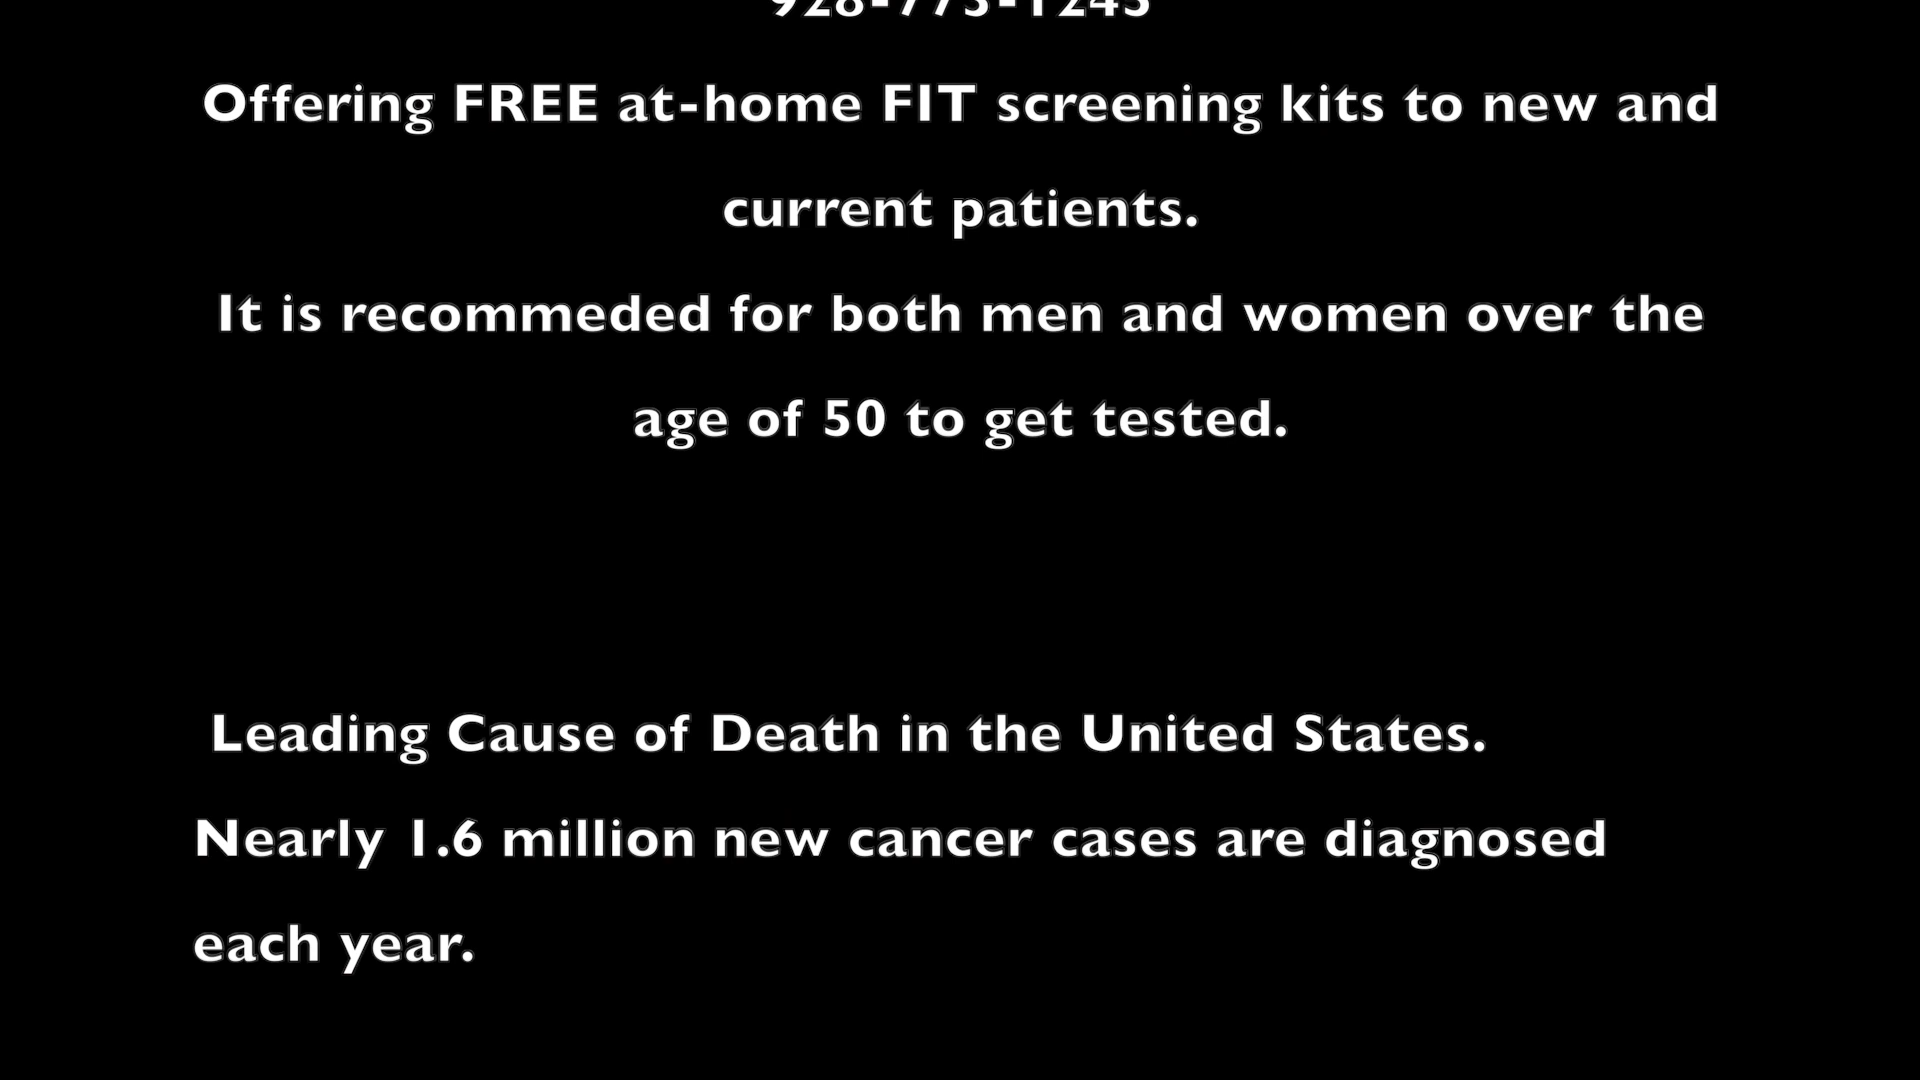 Offering FREE at-home FIT screening kits to new and
current patients.
It is recommeded for both men and women over the
age of 50 to get tested.
Leading Cause of Death in the United States.
Nearly 1.6 million new cancer cases are diagnosed
each year.